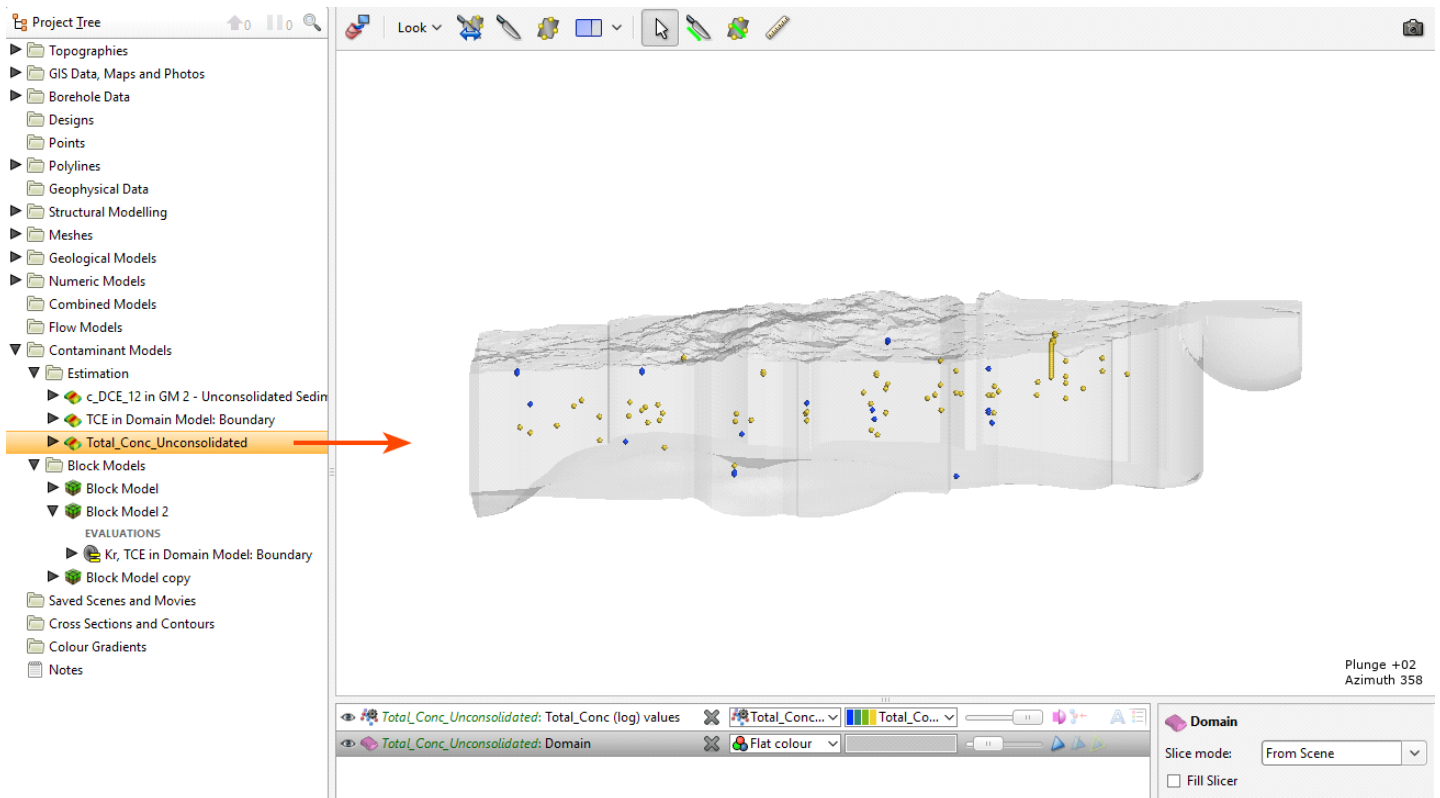 Project Tree
0
0
Look
Topographies
GIS Data, Maps and Photos
Borehole Data
Designs
Points
Polylines
Geophysical Data
Structural Modelling
Meshes
Geological Models
Numeric Models
Combined Models
Flow Models
Contaminant Models
Estimation
c_DCE_12 in GM 2 - Unconsolidated Sedin
TCE in Domain Model: Boundary
Total_Conc_Unconsolidated
Block Models
Block Model
Block Model 2
EVALUATIONS
Kr, TCE in Domain Model: Boundary
Block Model copy
Saved Scenes and Movies
Cross Sections and Contours
Colour Gradients
Notes
Plunge +02
Azimuth 358
Total_Conc_Unconsolidated: Total_Conc (log) values
Total_Conc...
Total_Co...
A
Total_Conc_Unconsolidated: Domain
Flat colour
Domain
Slice mode:
From Scene
Fill Slicer